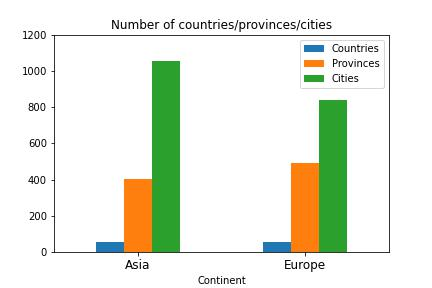 Number of countries/provinces/cities
1200
1000
800
600
400
200
0
Countries
Provinces
Cities
Asia
Europe
Continent